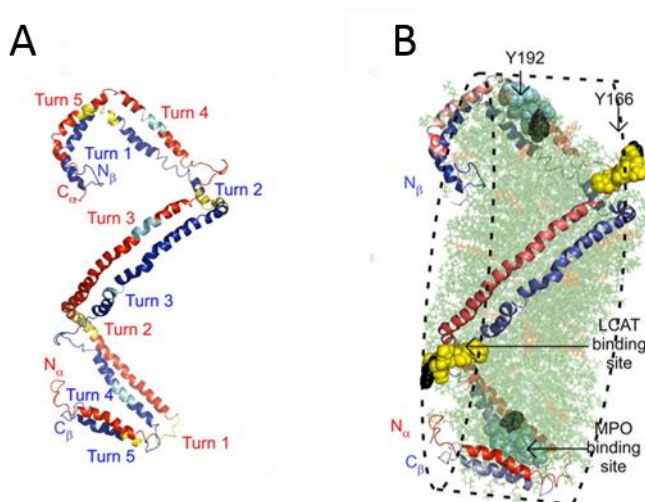 A
Turn 5
Turn 4
Turn 1
Nβ
Cα
Turn 2
Turn 3
Turn 3
Turn 2
Nα
Turn 4
Cβ
Turn 5
Turn 1
B
Y192
Y166
Nβ
LCAT
binding
site
Nα
MPO
binding
site
Cβ